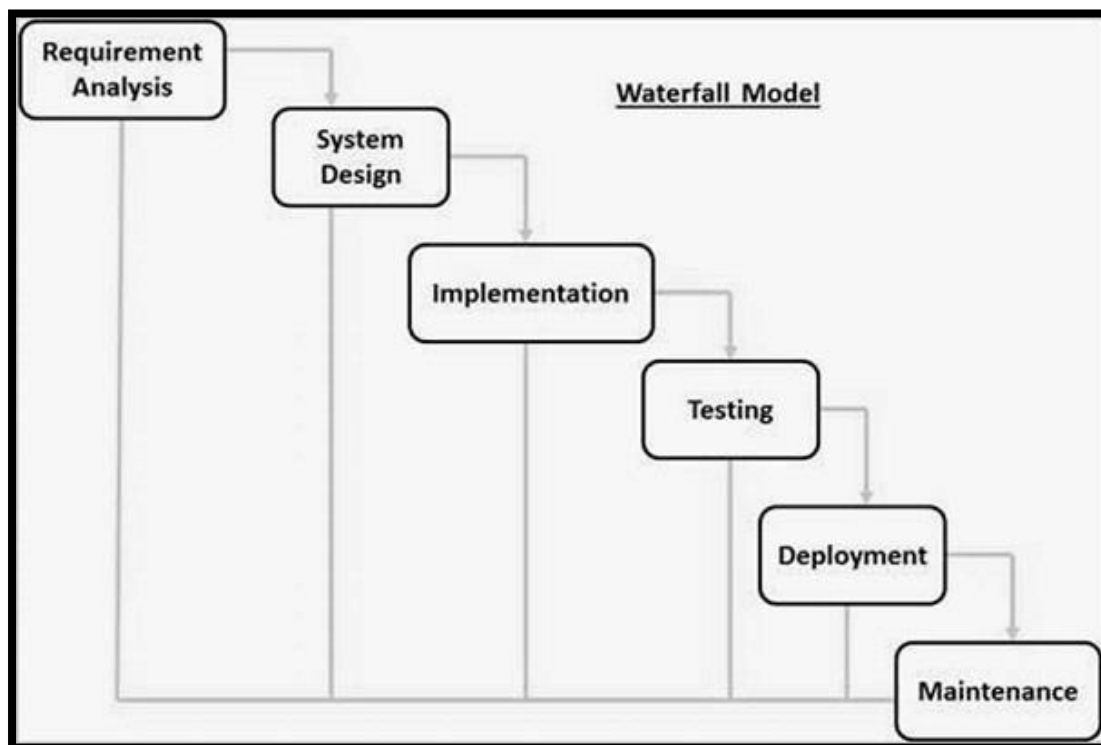 Requirement
Analysis
Waterfall Model
System
Design
Implementation
Testing
Deployment
Maintenance